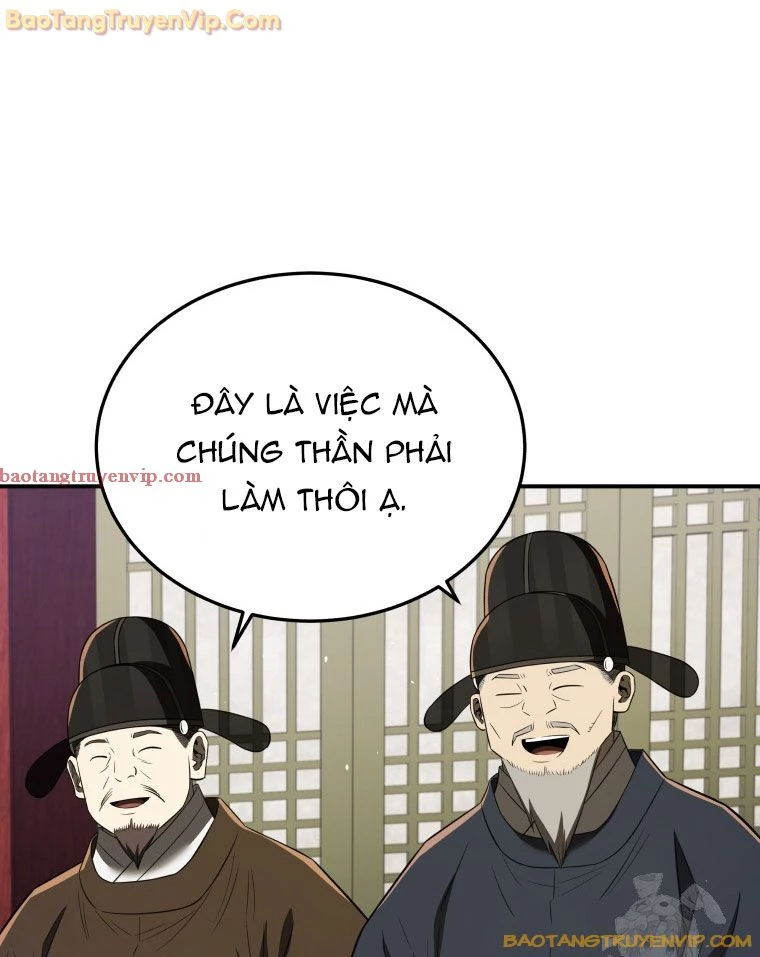 BaoTangTruyenVip.Com
ĐÂY LÀ VIỆC MÀ
CHÚNG THẦN PHẢI
LÀM THÔI Ạ.
baotangtruyenvip.com
BAOTANGTRUYENVIP.COM